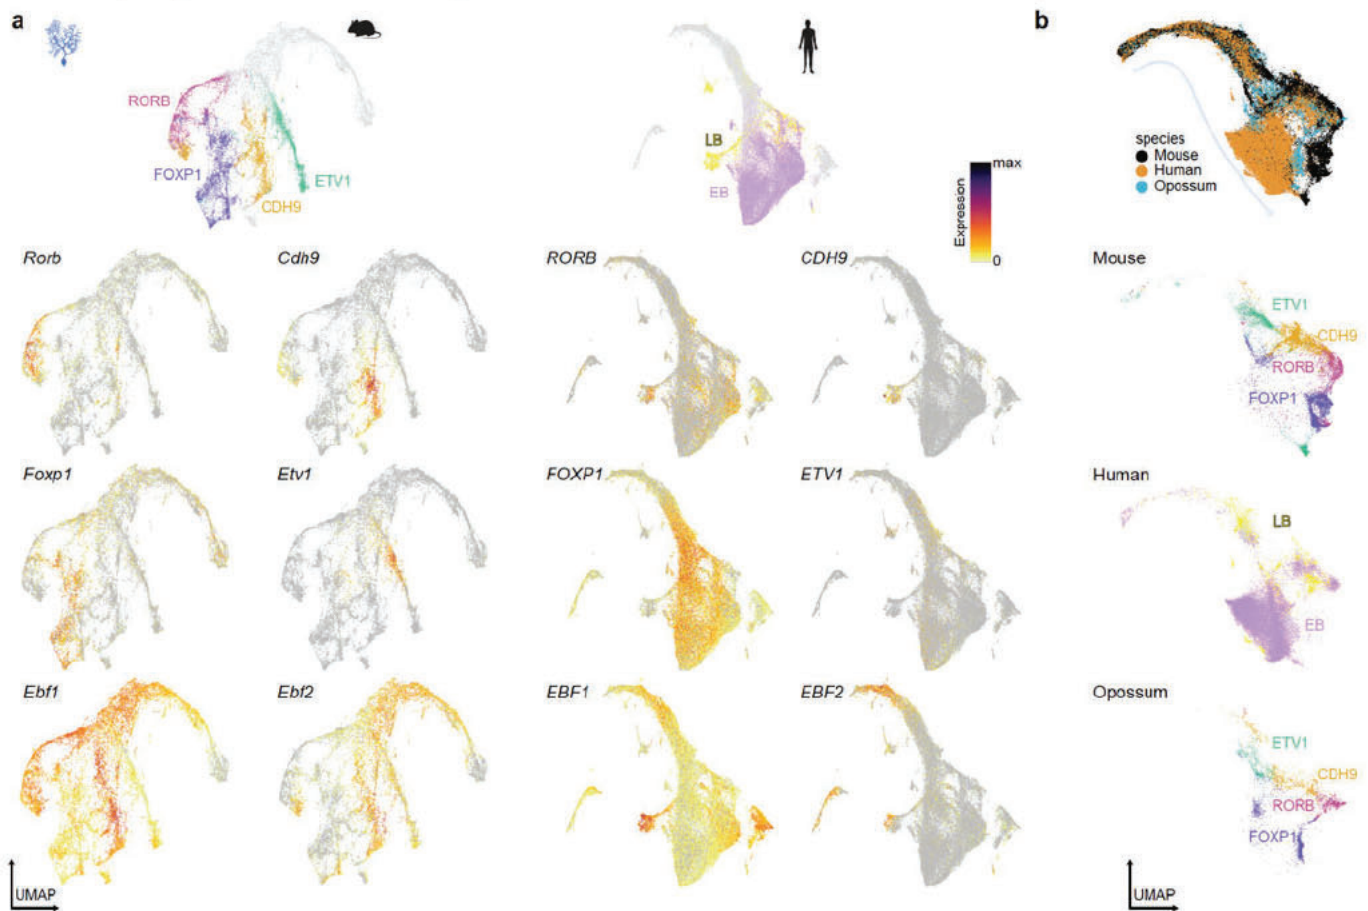 a
b
RORB
FOXP1
CDH9
ETV1
LB
EB
max
Expression
0
species
Mouse
Human
Opossum
Rorb
Cdh9
RORB
CDH9
Mouse
ETV1
CDH9
RORB
FOXP1
Foxp1
Etv1
FOXP1
ETV1
Human
LB
EB
Ebf1
Ebf2
EBF1
EBF2
Opossum
ETV1
CDH9
RORB
FOXP1
UMAP
UMAP